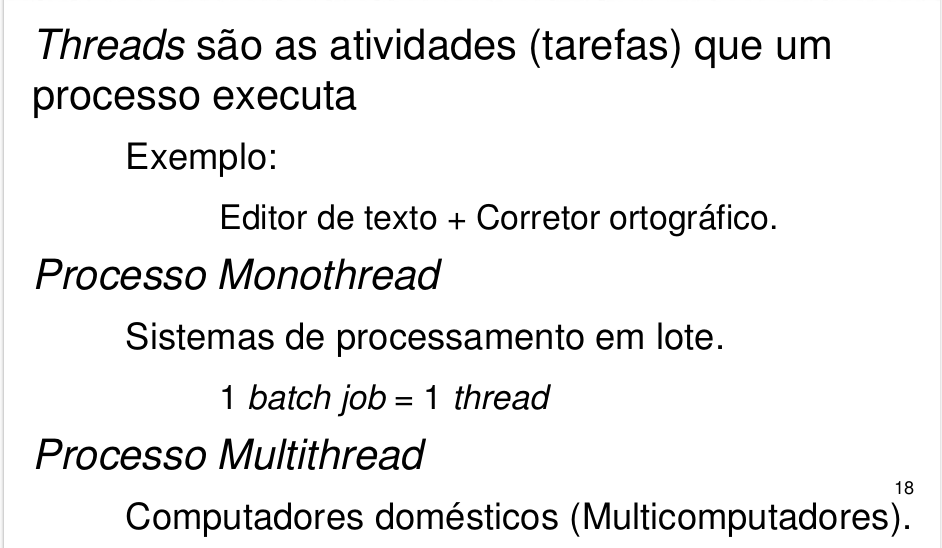 Threads são as atividades (tarefas) que um
processo executa
Exemplo:
Editor de texto + Corretor ortográfico.
Processo Monothread
Sistemas de processamento em lote.
1 batch job = 1 thread
Processo Multithread
18
Computadores domésticos (Multicomputadores).